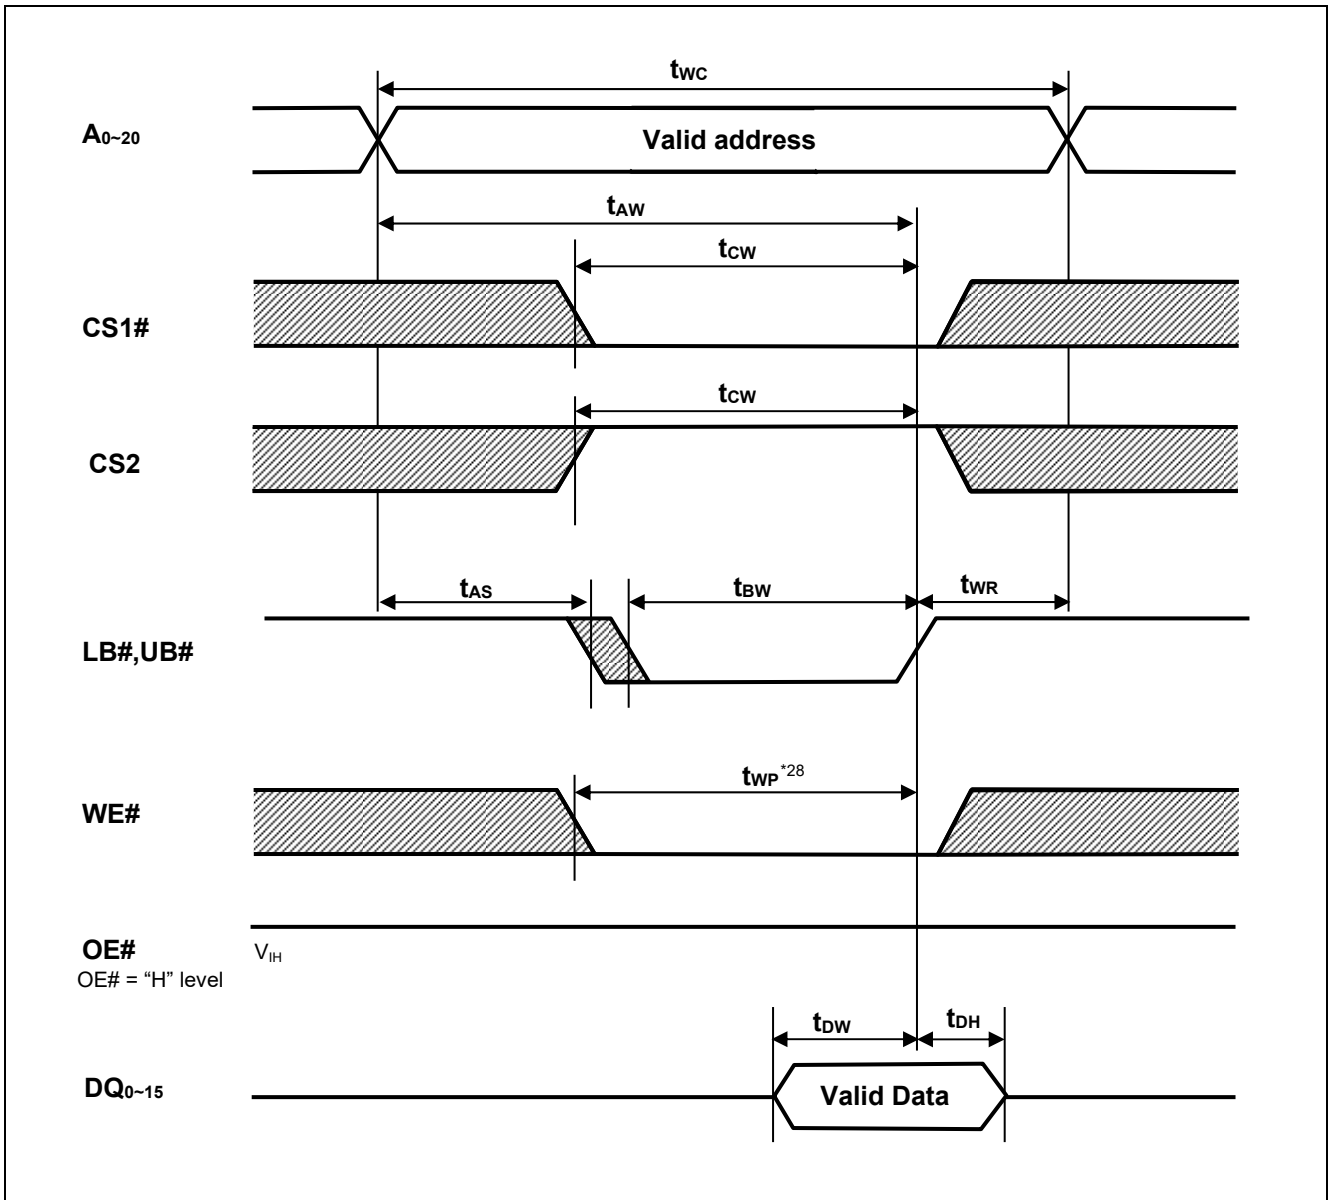 tWC
A0~20
Valid address
tAW
tCW
CS1#
tCW
CS2
tAS
tBW
tWR
LB#,UB#
tWP*28
WE#
OE#
VIH
OE# = “H” level
tDW
tDH
DQ0~15
Valid Data